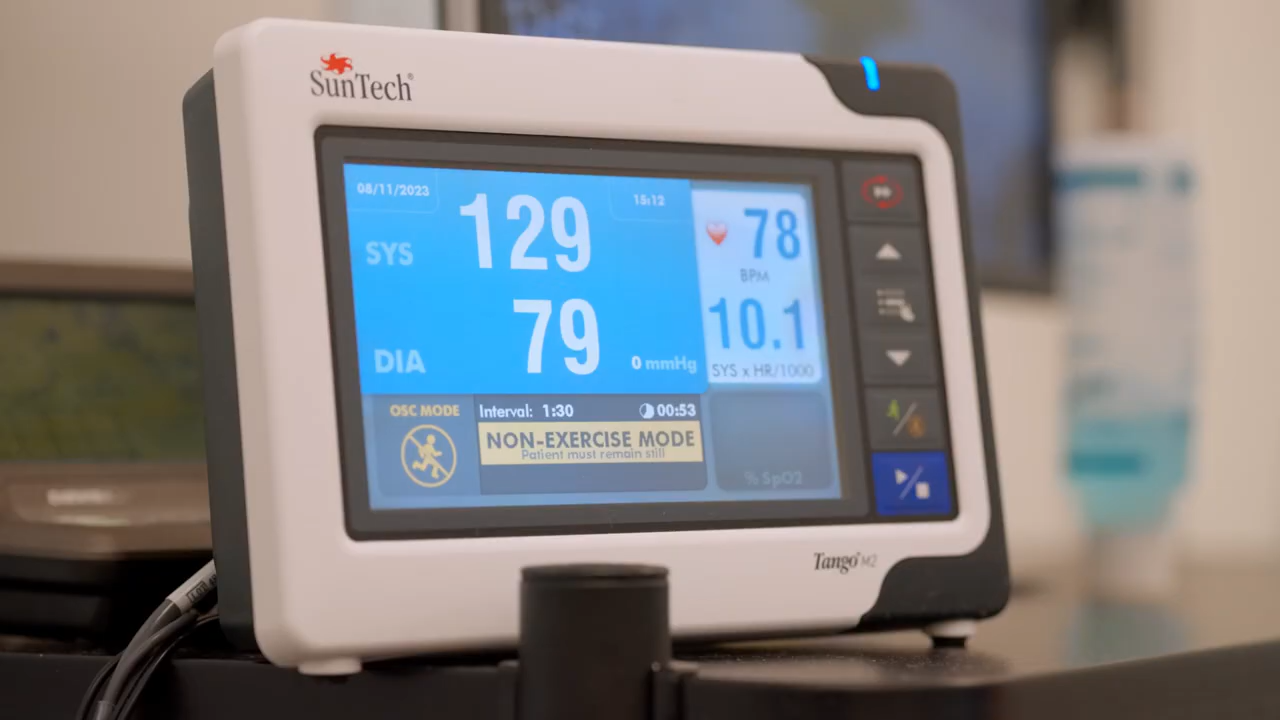 SunTech®
08/11/2023
15:12
SYS
129
DIA
79
0 mmHg
78
BPM
10.1
SYS x HR/1000
OSC MODE
Interval: 1:30
00:53
NON-EXERCISE MODE
Patient must remain still
% SpO2
Tango® M2